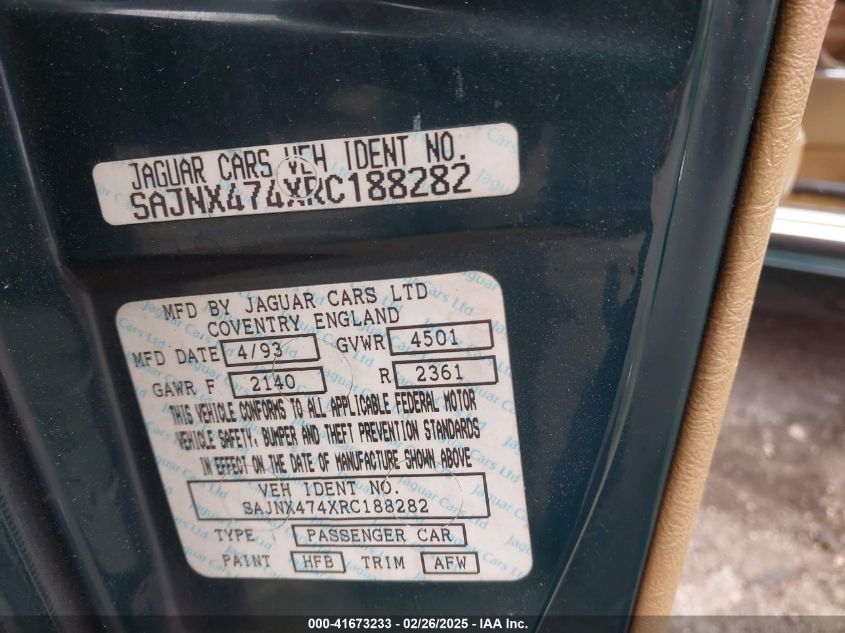 JAGUAR CARS VEH IDENT NO.
SAJNX474XRC188282
MFD BY JAGUAR CARS LTD
COVENTRY ENGLAND
MFD DATE 4/93 GVWR 4501
GAWR F 2140 R 2361
THIS VEHICLE CONFORMS TO ALL APPLICABLE FEDERAL MOTOR
VEHICLE SAFETY, BUMPER AND THEFT PREVENTION STANDARDS
IN EFFECT ON THE DATE OF MANUFACTURE SHOWN ABOVE
VEH IDENT NO.
SAJNX474XRC188282
TYPE PASSENGER CAR
PAINT HFB TRIM AFW
000-41673233 - 02/26/2025 - IAA Inc.